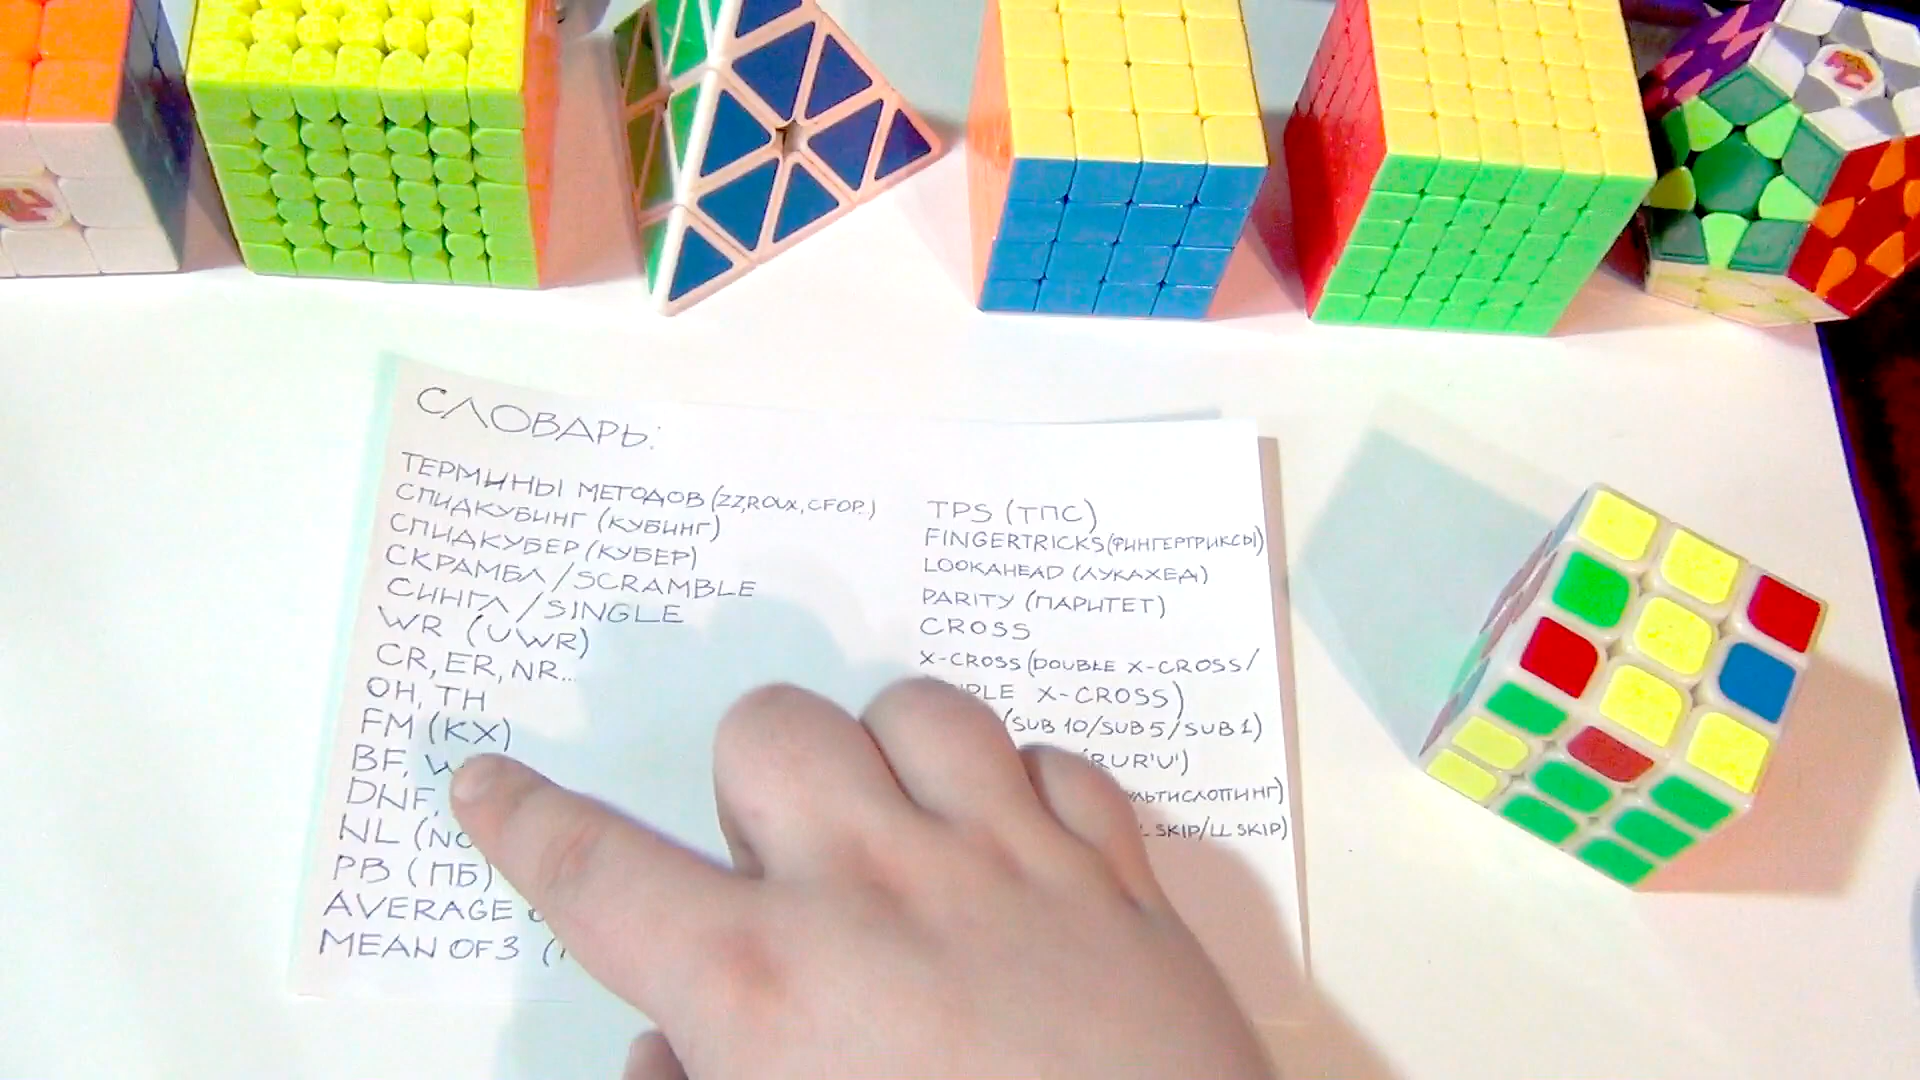 СЛОВАРЬ:
ТЕРМИНЫ МЕТОДОВ (ZZ,ROUX, CFOP..)
СПИДКУБИНГ (КУБИНГ)
СПИДКУБЕР (КУБЕР)
СКРАМБЛ / SCRAMBLE
СИНГЛ / SINGLE
WR (UWR)
CR, ER, NR...
OH, TH
FM (КХ)
BF,
DNF,
NL
PB (ПБ)
AVERAGE
MEAN OF 3
TPS (ТПС)
FINGERTRICKS (ФИНГЕРТРИКСЫ)
LOOKAHEAD (ЛУКАХЕД)
PARITY (ПАРИТЕТ)
CROSS
X-CROSS (DOUBLE X-CROSS/
X-CROSS)
(SUB 10/SUB 5/SUB 1)
(RUR'U')
SKIP/LL SKIP)